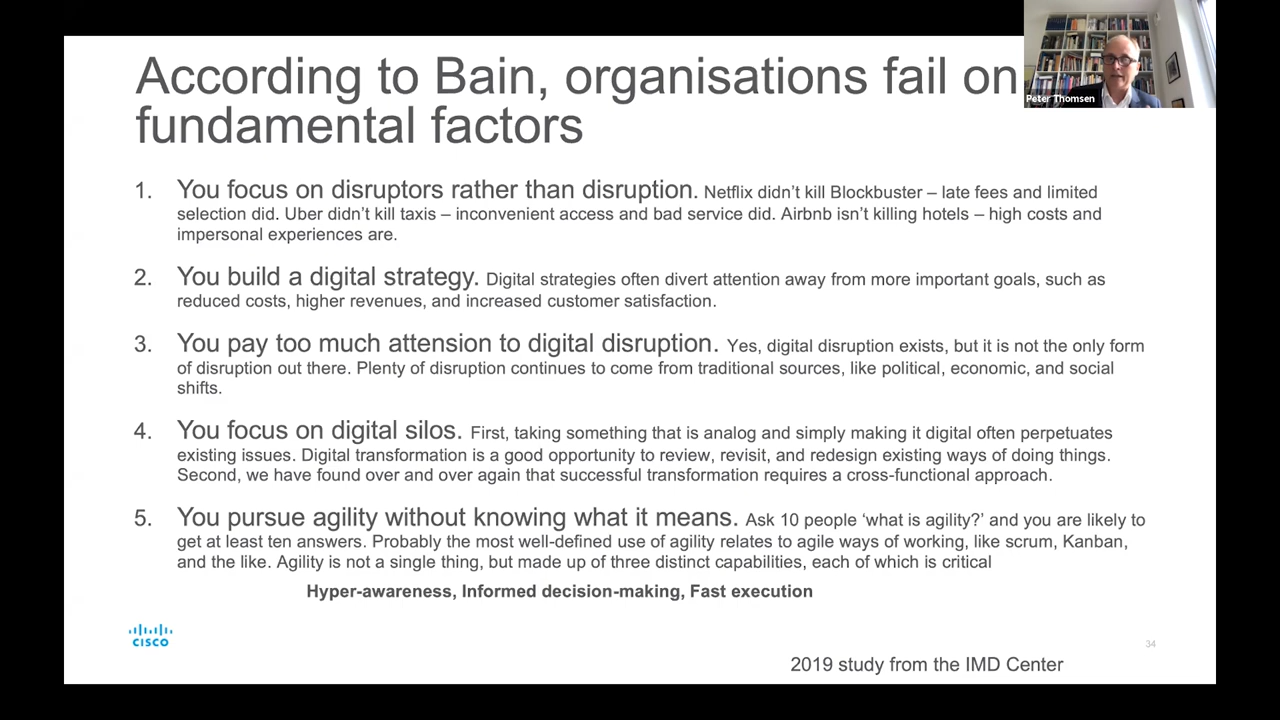 According to Bain, organisations fail on
fundamental factors
Peter Thomsen
1. You focus on disruptors rather than disruption. Netflix didn’t kill Blockbuster – late fees and limited
selection did. Uber didn’t kill taxis – inconvenient access and bad service did. Airbnb isn’t killing hotels – high costs and
impersonal experiences are.
2. You build a digital strategy. Digital strategies often divert attention away from more important goals, such as
reduced costs, higher revenues, and increased customer satisfaction.
3. You pay too much attension to digital disruption. Yes, digital disruption exists, but it is not the only form
of disruption out there. Plenty of disruption continues to come from traditional sources, like political, economic, and social
shifts.
4. You focus on digital silos. First, taking something that is analog and simply making it digital often perpetuates
existing issues. Digital transformation is a good opportunity to review, revisit, and redesign existing ways of doing things.
Second, we have found over and over again that successful transformation requires a cross-functional approach.
5. You pursue agility without knowing what it means. Ask 10 people ‘what is agility?’ and you are likely to
get at least ten answers. Probably the most well-defined use of agility relates to agile ways of working, like scrum, Kanban,
and the like. Agility is not a single thing, but made up of three distinct capabilities, each of which is critical
Hyper-awareness, Informed decision-making, Fast execution
CISCO
34
2019 study from the IMD Center